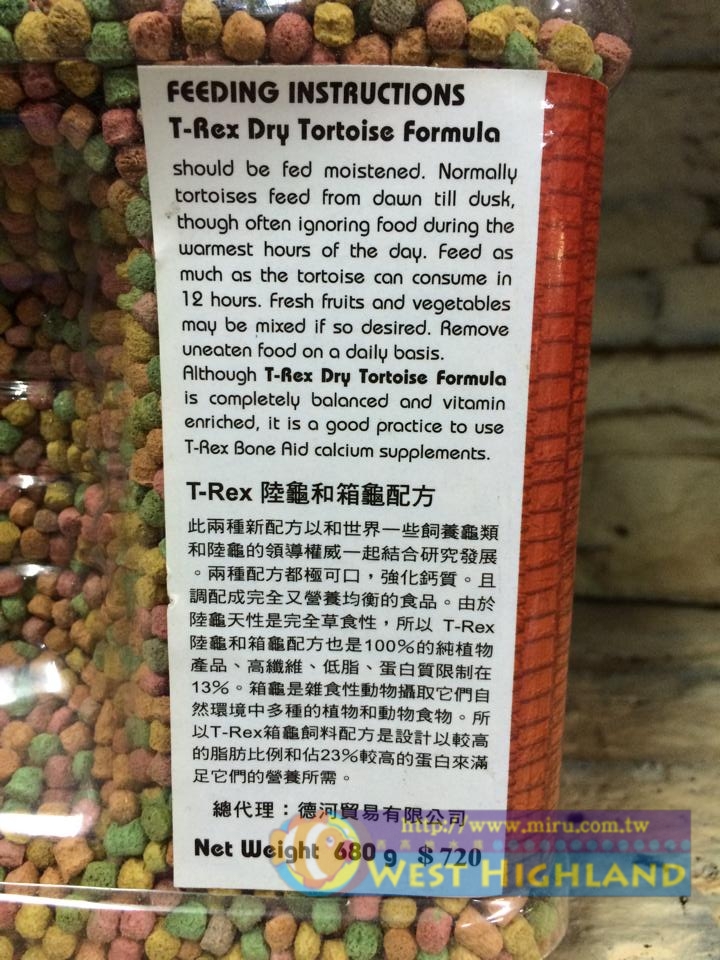 FEEDING INSTRUCTIONS
T-Rex Dry Tortoise Formula
should be fed moistened. Normally
tortoises feed from dawn till dusk,
though often ignoring food during the
warmest hours of the day. Feed as
much as the tortoise can consume in
12 hours. Fresh fruits and vegetables
may be mixed if so desired. Remove
uneaten food on a daily basis.
Although T-Rex Dry Tortoise Formula
is completely balanced and vitamin
enriched, it is a good practice to use
T-Rex Bone Aid calcium supplements.
T-Rex 陸龜和箱龜配方
此兩種新配方以和世界一些飼養龜類
和陸龜的領導權威一起結合研究發展
。兩種配方都極可口，強化鈣質。且
調配成完全又營養均衡的食品。由於
陸龜天性是完全草食性，所以 T-Rex
陸龜和箱龜配方也是100%的純植物
產品、高纖維、低脂、蛋白質限制在
13%。箱龜是雜食性動物攝取它們自
然環境中多種的植物和動物食物。所
以T-Rex箱龜飼料配方是設計以較高
的脂肪比例和佔23%較高的蛋白來滿
足它們的營養所需。
總代理：德河貿易有限公司
http://www.miru.com.tw
Net Weight 680 g $720
WEST HIGHLAND